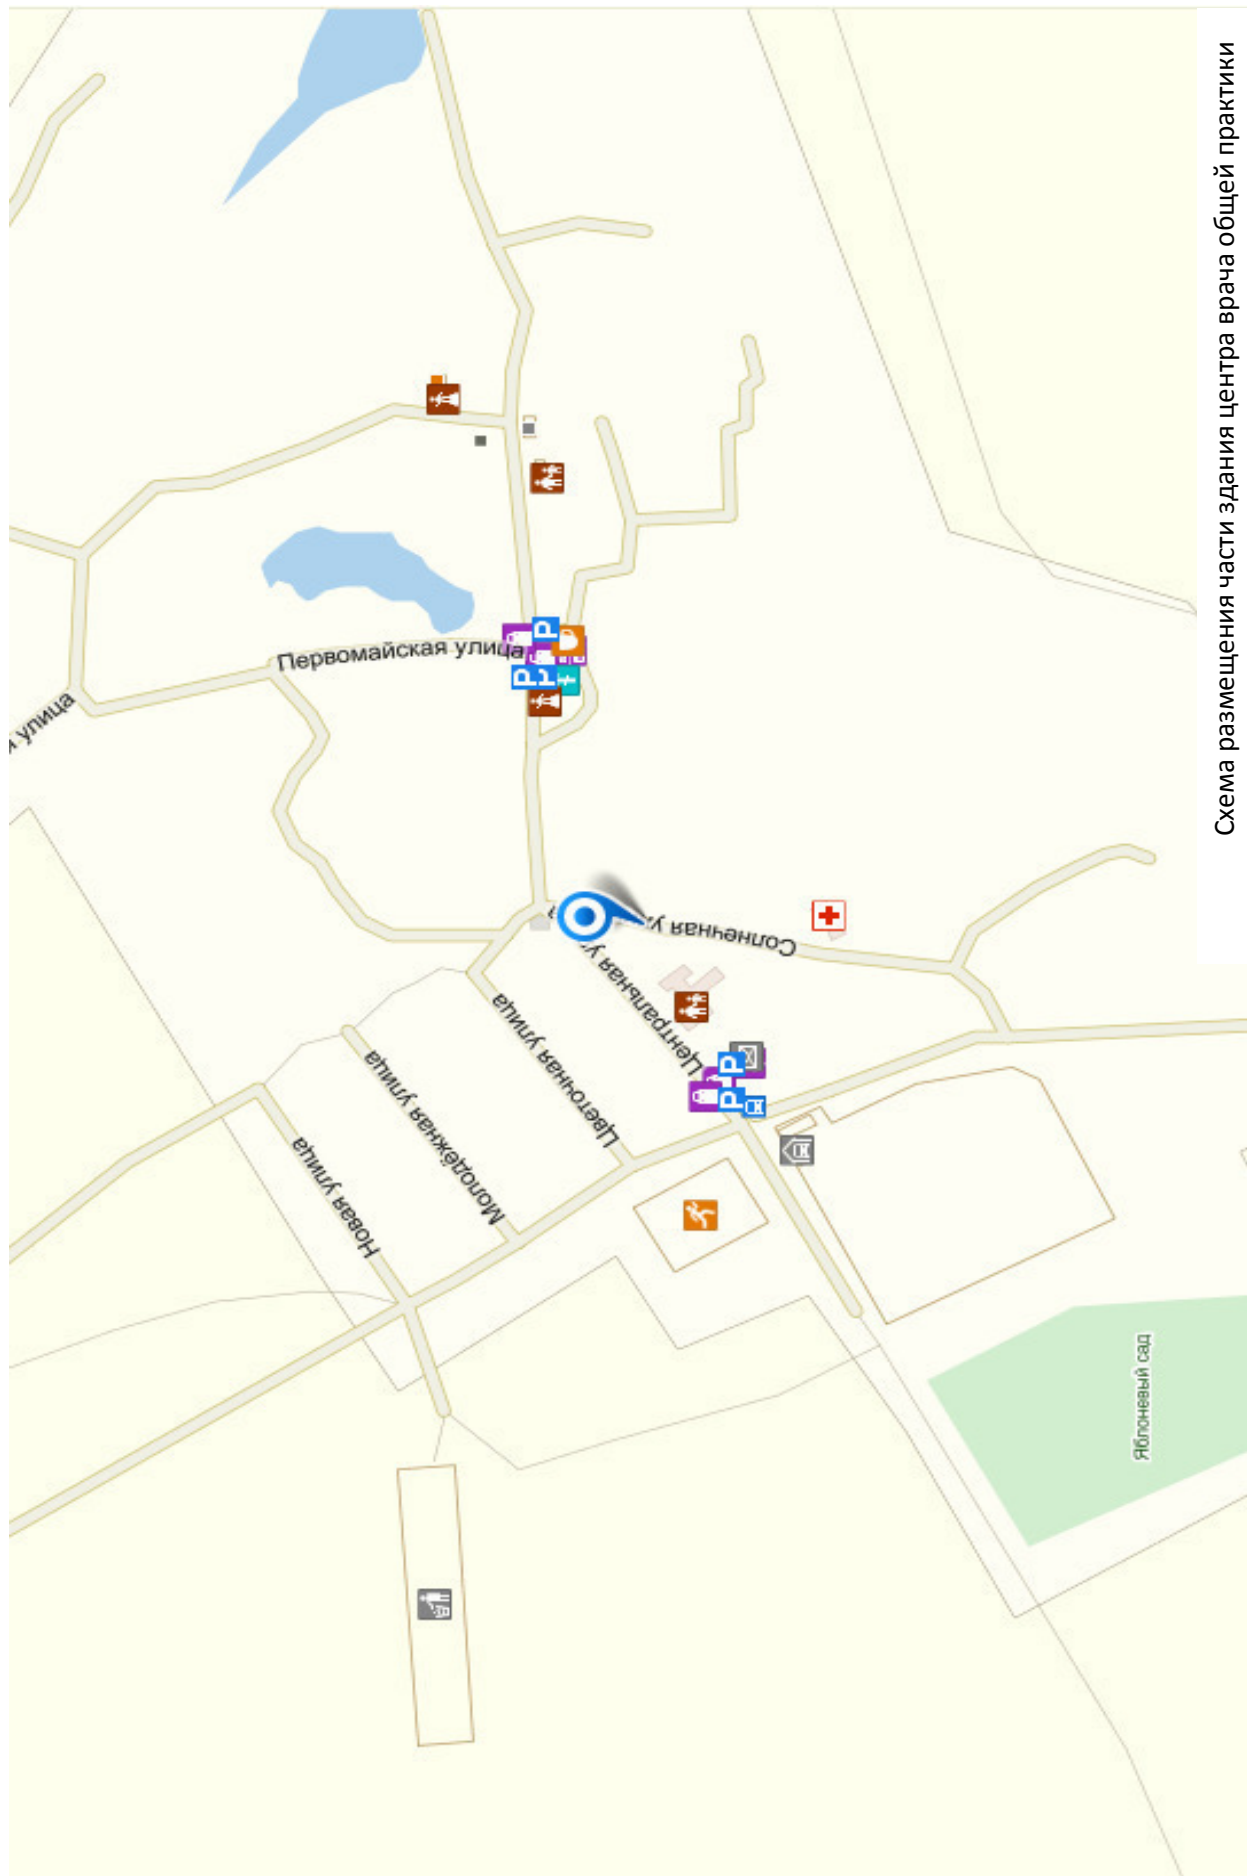 Схема размещения части здания центра врача общей практики
улица
Первомайская улица
Солнечная
Центральная
Цветочная улица
Молодёжная улица
Новая улица
Яблоневый сад
P
P
P
P